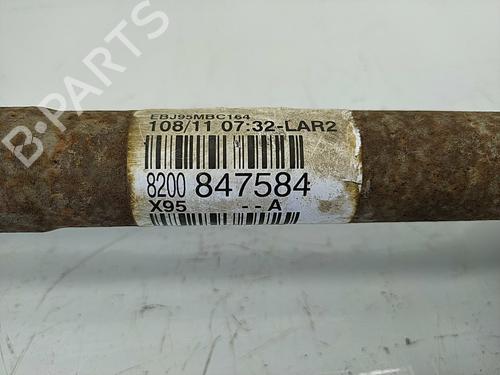 EBJ95MBC164
108/11 07:32-LAR2
8200 847584
X95 --A
B-PARTS